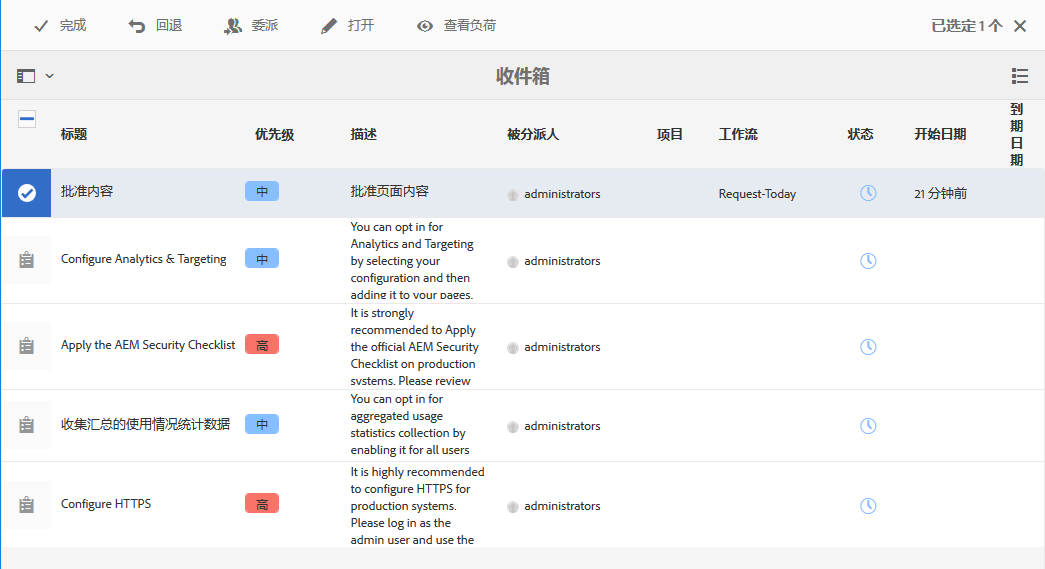 完成 回退 委派 打开 查看负荷 已选定 1 个
收件箱
标题 优先级 描述 被分派人 项目 工作流 状态 开始日期 到期日期
批准内容 中 批准页面内容 administrators Request-Today 21 分钟前
Configure Analytics & Targeting 中 administrators
You can opt in for
Analytics and Targeting
by selecting your
configuration and then
adding it to your pages.
Apply the AEM Security Checklist 高 administrators
It is strongly
recommended to Apply
the official AEM Security
Checklist on production
systems. Please review
收集汇总的使用情况统计数据 中 administrators
You can opt in for
aggregated usage
statistics collection by
enabling it for all users
Configure HTTPS 高 administrators
It is highly recommended
to configure HTTPS for
production systems.
Please log in as the
admin user and use the